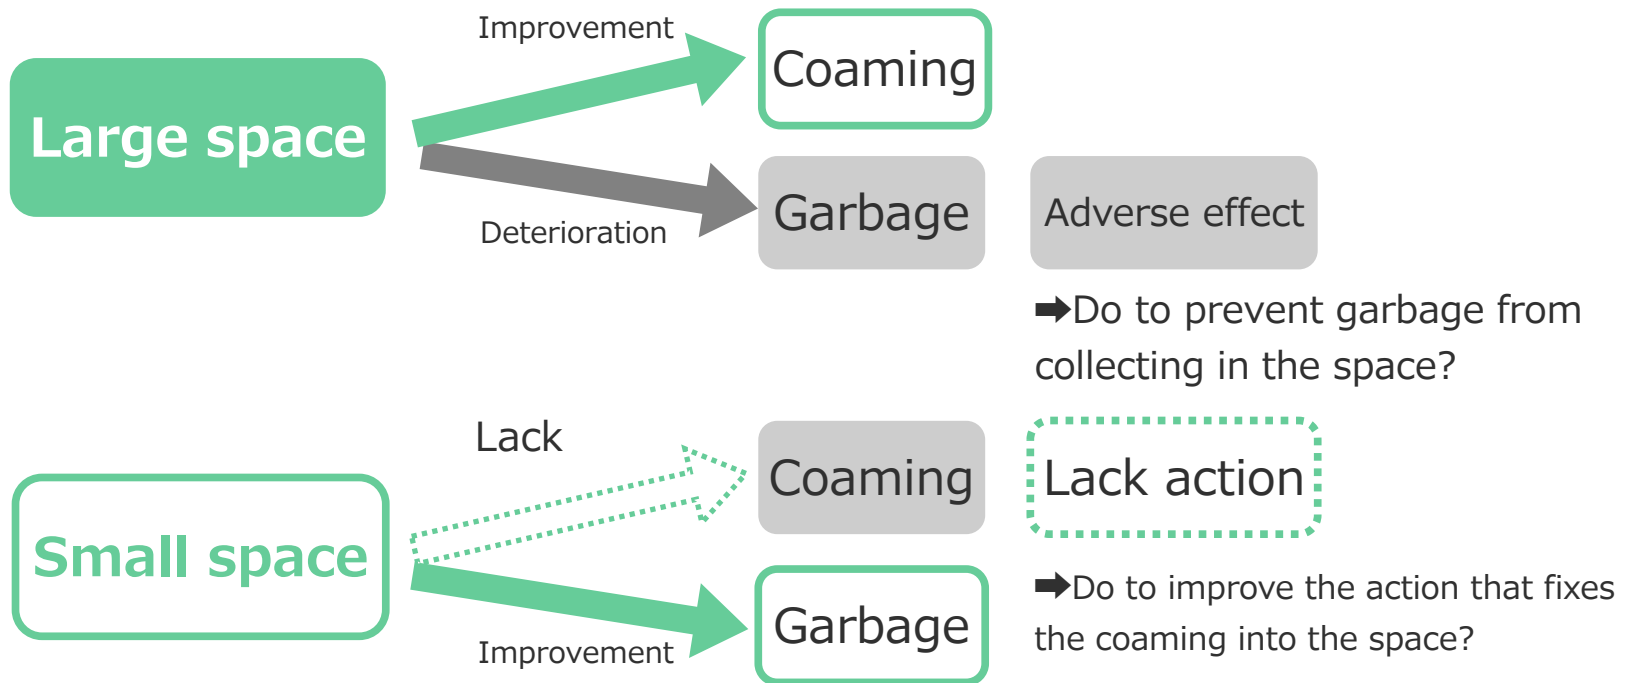 Improvement
Large space
Coaming
Garbage
Adverse effect
Deterioration
➡Do to prevent garbage from
collecting in the space?
Lack
Small space
Coaming
Lack action
Garbage
Improvement
➡Do to improve the action that fixes
the coaming into the space?